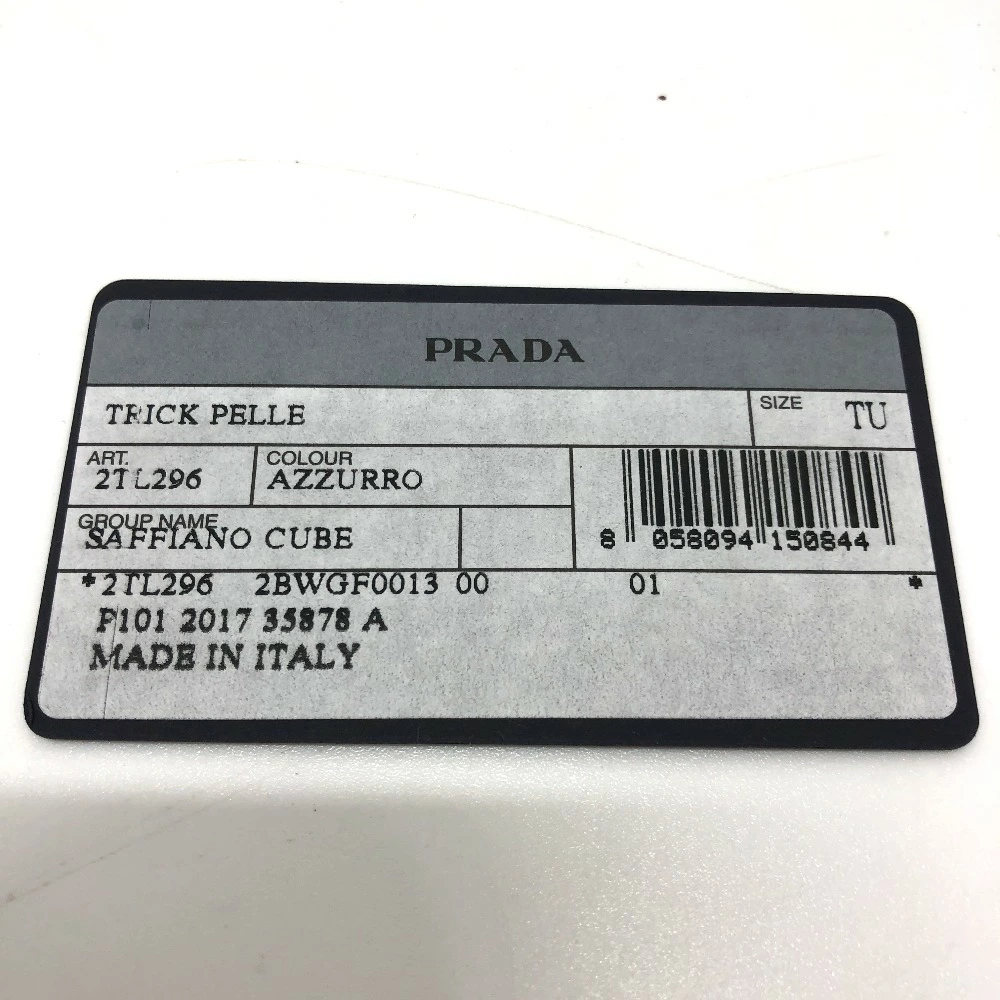 PRADA
TRICK PELLE
SIZE TU
ART. 2TL296
COLOUR AZZURRO
GROUP NAME
SAFFIANO CUBE
8 058094 150844
*2TL296 2BWGF0013 00 01 *
P101 2017 35878 A
MADE IN ITALY